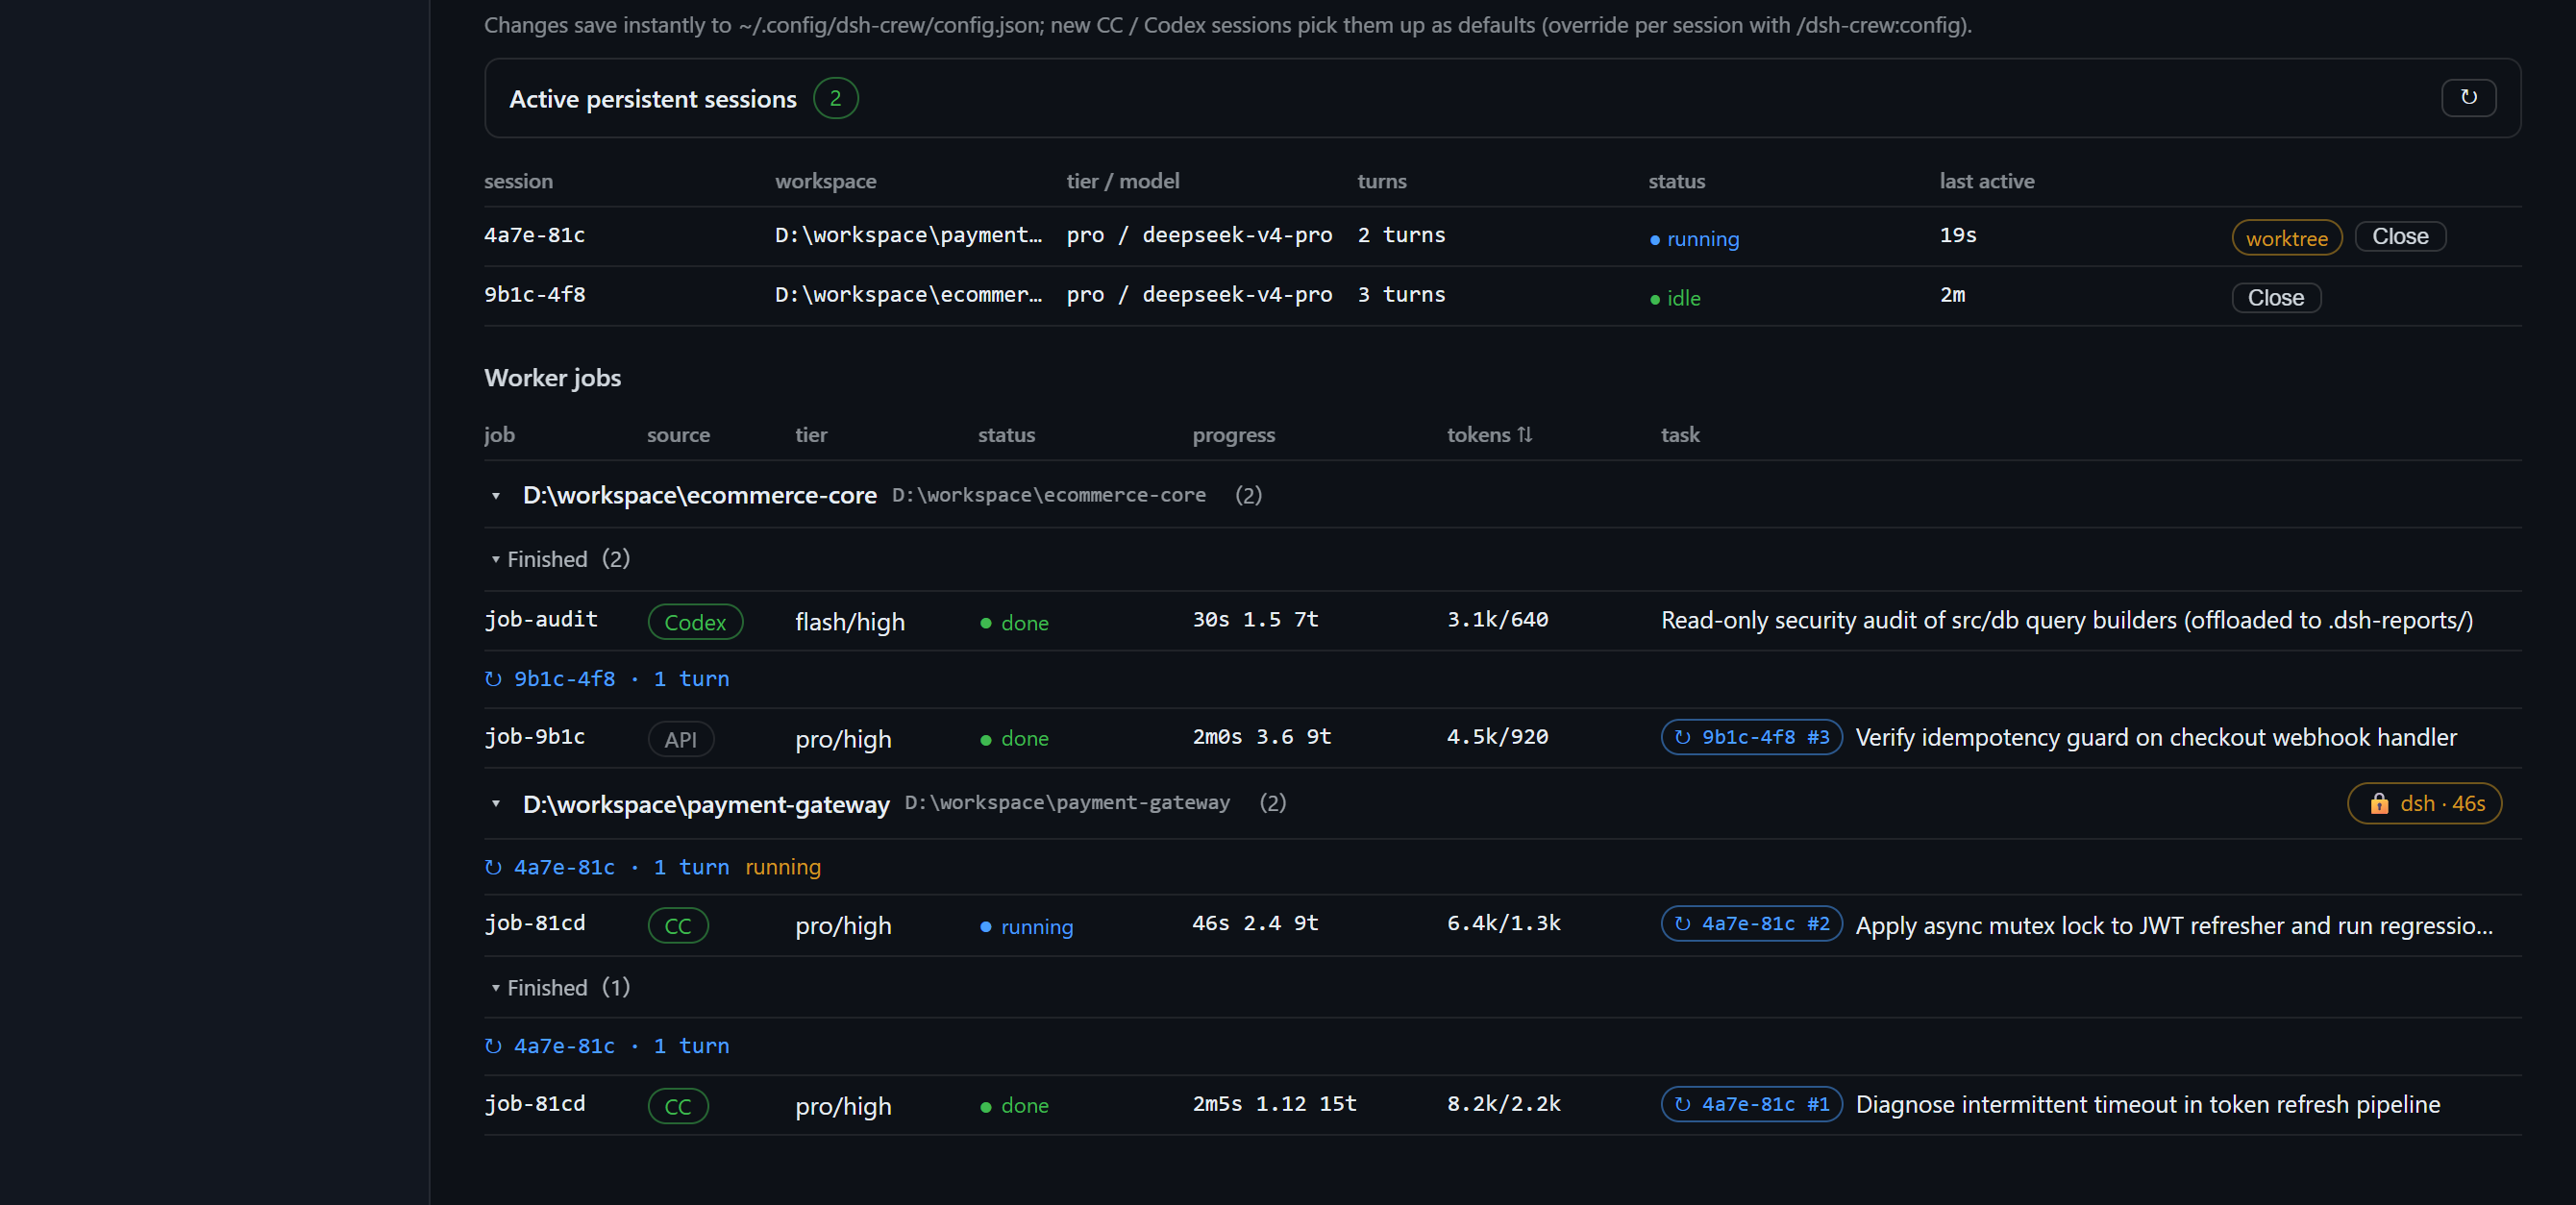 Changes save instantly to ~/.config/dsh-crew/config.json; new CC / Codex sessions pick them up as defaults (override per session with /dsh-crew:config).
Active persistent sessions 2 ↻
session workspace tier / model turns status last active
4a7e-81c D:\workspace\payment… pro / deepseek-v4-pro 2 turns ● running 19s worktree Close
9b1c-4f8 D:\workspace\ecommer… pro / deepseek-v4-pro 3 turns ● idle 2m Close
Worker jobs
job source tier status progress tokens ⇅ task
▾ D:\workspace\ecommerce-core D:\workspace\ecommerce-core (2)
▾ Finished (2)
job-audit Codex flash/high ● done 30s 1.5 7t 3.1k/640 Read-only security audit of src/db query builders (offloaded to .dsh-reports/)
↻ 9b1c-4f8 · 1 turn
job-9b1c API pro/high ● done 2m0s 3.6 9t 4.5k/920 ↻ 9b1c-4f8 #3 Verify idempotency guard on checkout webhook handler
▾ D:\workspace\payment-gateway D:\workspace\payment-gateway (2) 🔒 dsh · 46s
↻ 4a7e-81c · 1 turn running
job-81cd CC pro/high ● running 46s 2.4 9t 6.4k/1.3k ↻ 4a7e-81c #2 Apply async mutex lock to JWT refresher and run regressio…
▾ Finished (1)
↻ 4a7e-81c · 1 turn
job-81cd CC pro/high ● done 2m5s 1.12 15t 8.2k/2.2k ↻ 4a7e-81c #1 Diagnose intermittent timeout in token refresh pipeline